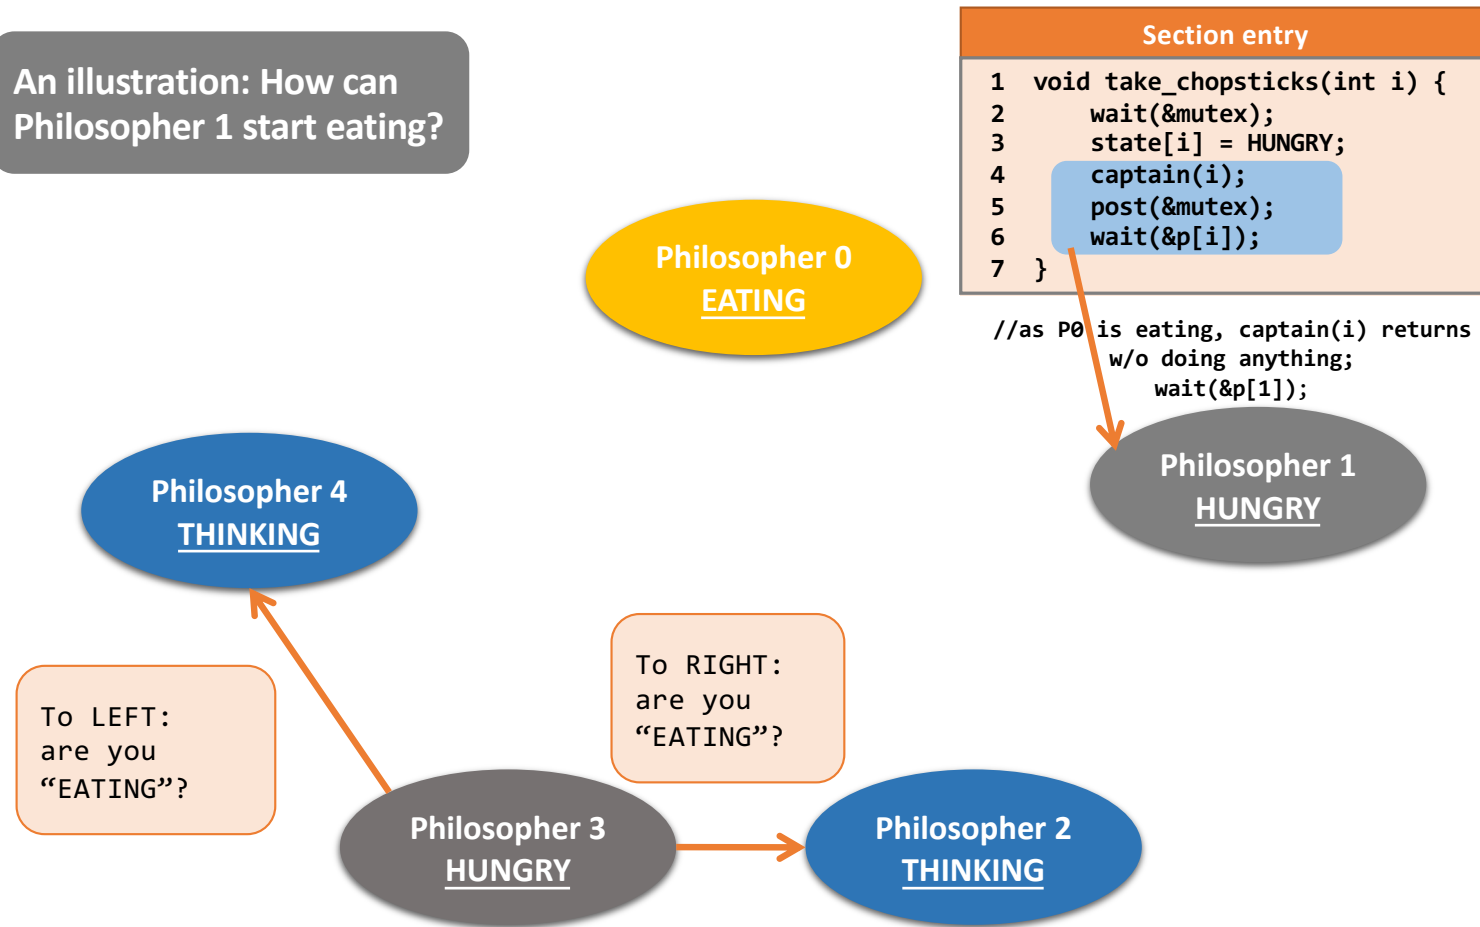 An illustration: How can
Philosopher 1 start eating?
Section entry
1 void take_chopsticks(int i) {
2 wait(&mutex);
3 state[i] = HUNGRY;
4 captain(i);
5 post(&mutex);
6 wait(&p[i]);
7 }
//as P0 is eating, captain(i) returns
w/o doing anything;
wait(&p[1]);
Philosopher 0
EATING
Philosopher 1
HUNGRY
Philosopher 4
THINKING
To LEFT:
are you
“EATING”?
To RIGHT:
are you
“EATING”?
Philosopher 3
HUNGRY
Philosopher 2
THINKING